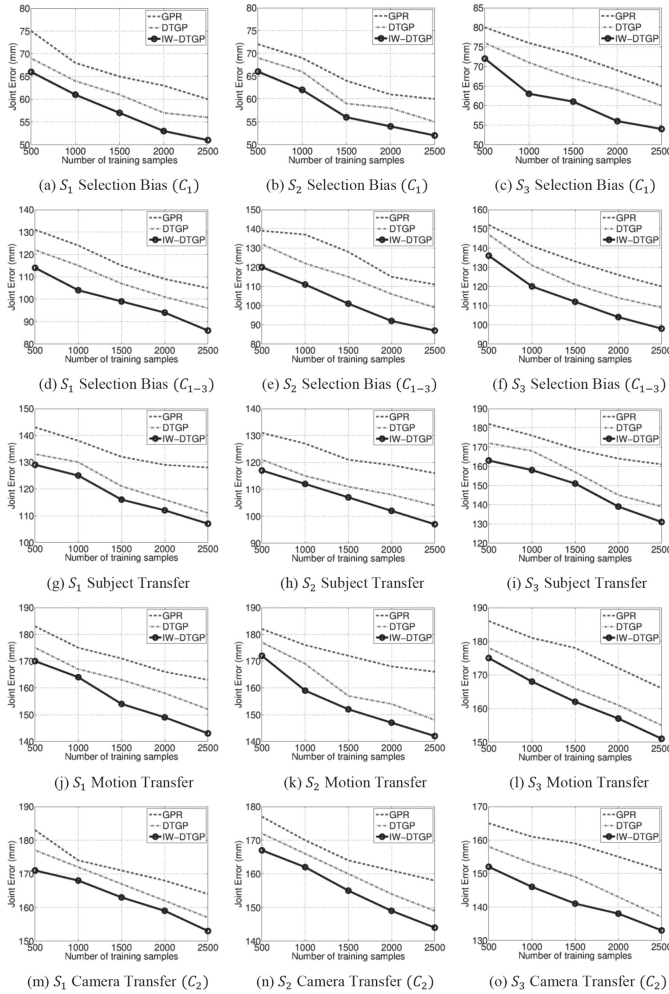 80
75
70
65
60
55
50
Joint Error (mm)
500 1000 1500 2000 2500
Number of training samples
GPR
DTGP
IW-DTGP
(a) S₁ Selection Bias (C₁)
80
75
70
65
60
55
50
Joint Error (mm)
500 1000 1500 2000 2500
Number of training samples
GPR
DTGP
IW-DTGP
(b) S₂ Selection Bias (C₁)
85
80
75
70
65
60
55
50
Joint Error (mm)
500 1000 1500 2000 2500
Number of training samples
GPR
DTGP
IW-DTGP
(c) S₃ Selection Bias (C₁)
140
130
120
110
100
90
80
Joint Error (mm)
500 1000 1500 2000 2500
Number of training samples
GPR
DTGP
IW-DTGP
(d) S₁ Selection Bias (C₁₋₃)
150
140
130
120
110
100
90
80
Joint Error (mm)
500 1000 1500 2000 2500
Number of training samples
GPR
DTGP
IW-DTGP
(e) S₂ Selection Bias (C₁₋₃)
160
150
140
130
120
110
100
90
Joint Error (mm)
500 1000 1500 2000 2500
Number of training samples
GPR
DTGP
IW-DTGP
(f) S₃ Selection Bias (C₁₋₃)
150
140
130
120
110
100
Joint Error (mm)
500 1000 1500 2000 2500
Number of training samples
GPR
DTGP
IW-DTGP
(g) S₁ Subject Transfer
140
130
120
110
100
90
Joint Error (mm)
500 1000 1500 2000 2500
Number of training samples
GPR
DTGP
IW-DTGP
(h) S₂ Subject Transfer
190
180
170
160
150
140
130
120
Joint Error (mm)
500 1000 1500 2000 2500
Number of training samples
GPR
DTGP
IW-DTGP
(i) S₃ Subject Transfer
190
180
170
160
150
140
Joint Error (mm)
500 1000 1500 2000 2500
Number of training samples
GPR
DTGP
IW-DTGP
(j) S₁ Motion Transfer
190
180
170
160
150
140
Joint Error (mm)
500 1000 1500 2000 2500
Number of training samples
GPR
DTGP
IW-DTGP
(k) S₂ Motion Transfer
190
180
170
160
150
Joint Error (mm)
500 1000 1500 2000 2500
Number of training samples
GPR
DTGP
IW-DTGP
(l) S₃ Motion Transfer
190
180
170
160
150
Joint Error (mm)
500 1000 1500 2000 2500
Number of training samples
GPR
DTGP
IW-DTGP
(m) S₁ Camera Transfer (C₂)
180
170
160
150
140
Joint Error (mm)
500 1000 1500 2000 2500
Number of training samples
GPR
DTGP
IW-DTGP
(n) S₂ Camera Transfer (C₂)
170
160
150
140
130
Joint Error (mm)
500 1000 1500 2000 2500
Number of training samples
GPR
DTGP
IW-DTGP
(o) S₃ Camera Transfer (C₂)